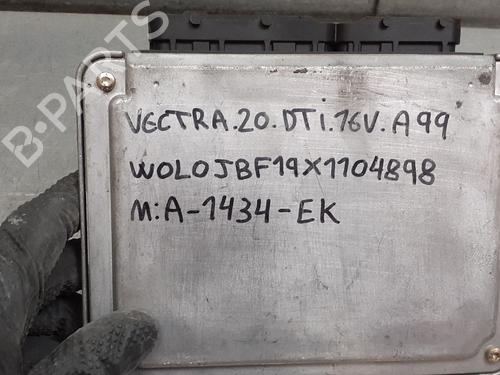 VECTRA.20.DTI.16V.A99
WOLOJBF19X1104898
M:A-1434-EK
B-PARTS